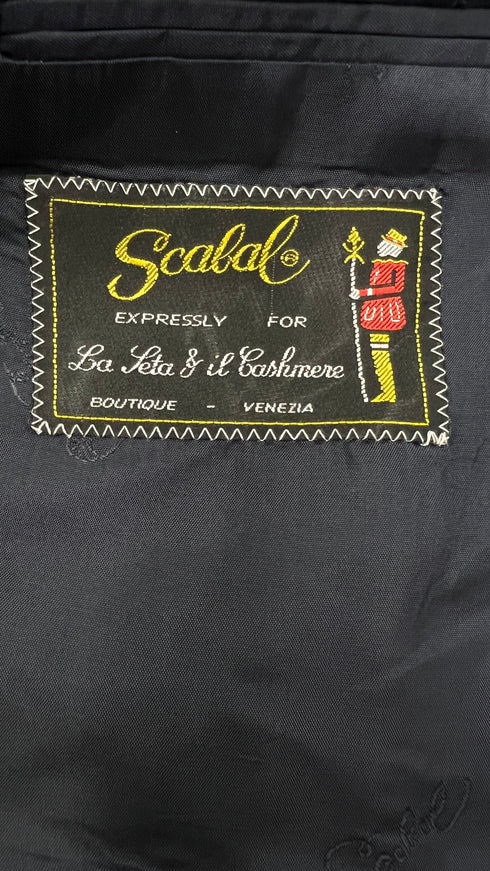 Scabal ®
EXPRESSLY FOR
La Seta & il Cashmere
BOUTIQUE - VENEZIA